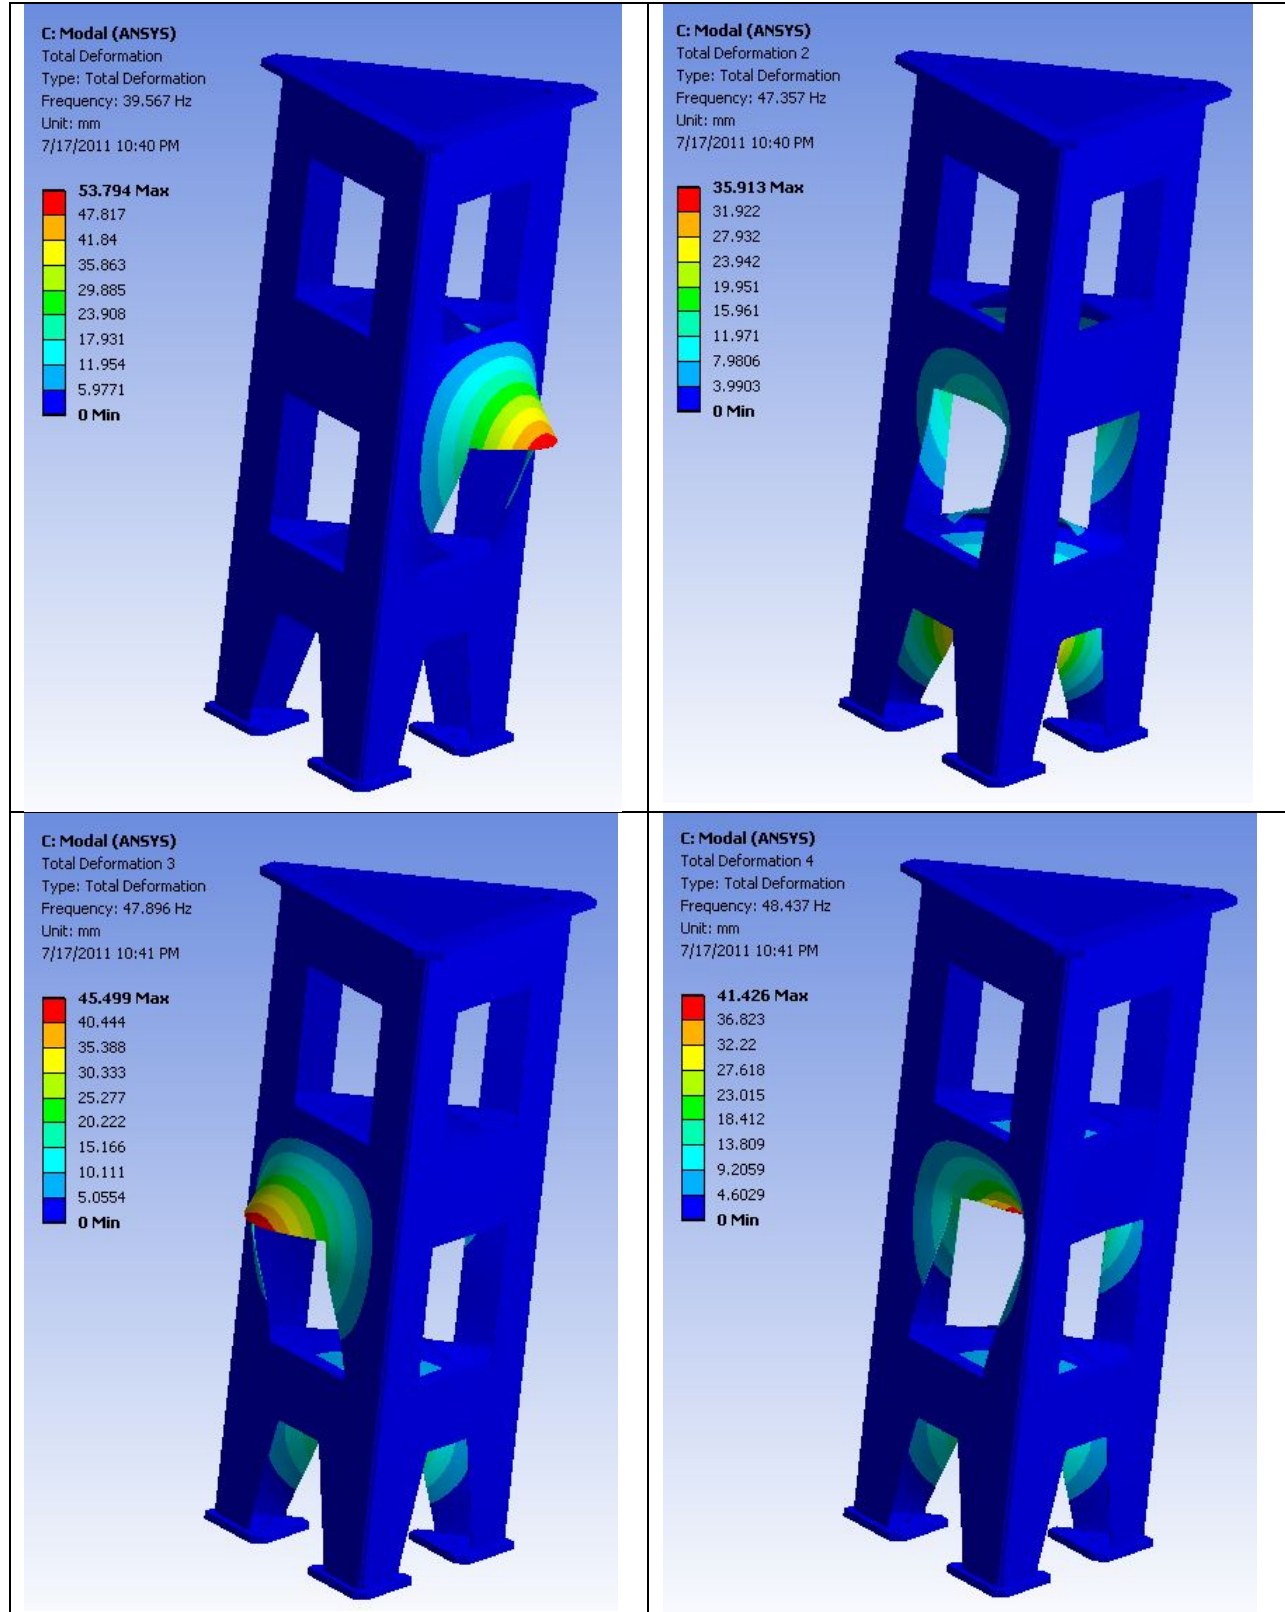 C: Modal (ANSYS)
Total Deformation
Type: Total Deformation
Frequency: 39.567 Hz
Unit: mm
7/17/2011 10:40 PM
53.794 Max
47.817
41.84
35.863
29.885
23.908
17.931
11.954
5.9771
0 Min
C: Modal (ANSYS)
Total Deformation 2
Type: Total Deformation
Frequency: 47.357 Hz
Unit: mm
7/17/2011 10:40 PM
35.913 Max
31.922
27.932
23.942
19.951
15.961
11.971
7.9806
3.9903
0 Min
C: Modal (ANSYS)
Total Deformation 3
Type: Total Deformation
Frequency: 47.896 Hz
Unit: mm
7/17/2011 10:41 PM
45.499 Max
40.444
35.388
30.333
25.277
20.222
15.166
10.111
5.0554
0 Min
C: Modal (ANSYS)
Total Deformation 4
Type: Total Deformation
Frequency: 48.437 Hz
Unit: mm
7/17/2011 10:41 PM
41.426 Max
36.823
32.22
27.618
23.015
18.412
13.809
9.2059
4.6029
0 Min